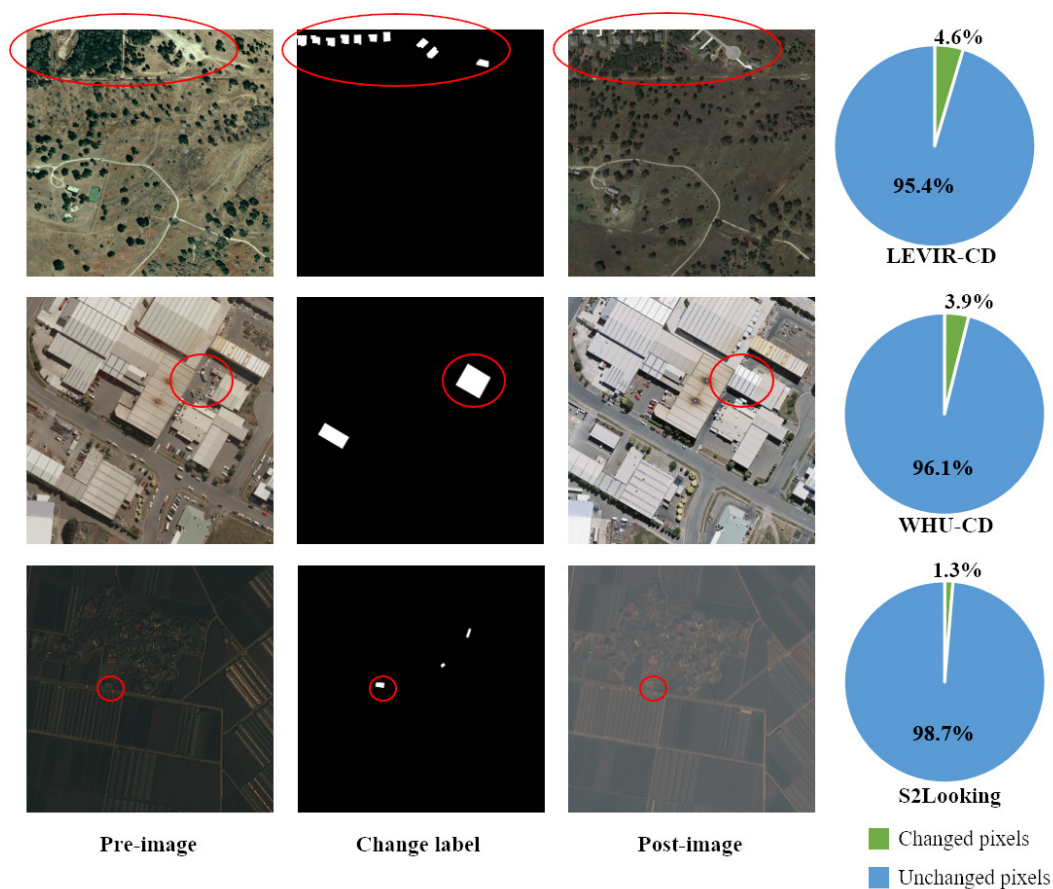 4.6%
95.4%
LEVIR-CD
3.9%
96.1%
WHU-CD
1.3%
98.7%
S2Looking
Pre-image
Change label
Post-image
Changed pixels
Unchanged pixels